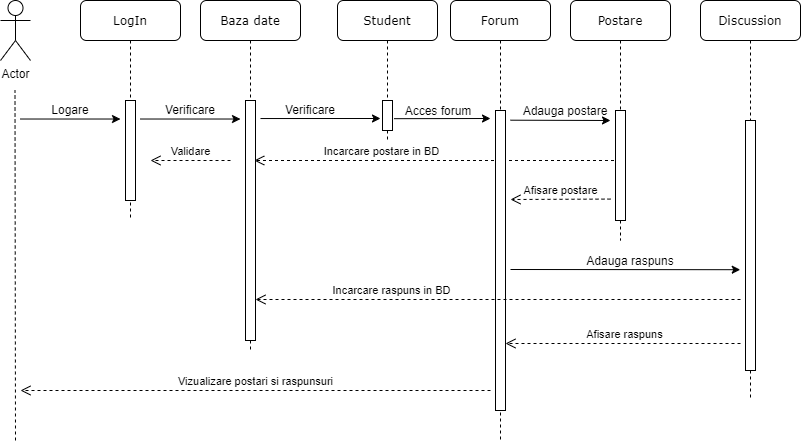 LogIn
Baza date
Student
Forum
Postare
Discussion
Actor
Logare
Verificare
Verificare
Acces forum
Adauga postare
Validare
Incarcare postare in BD
Afisare postare
Adauga raspuns
Incarcare raspuns in BD
Afisare raspuns
Vizualizare postari si raspunsuri